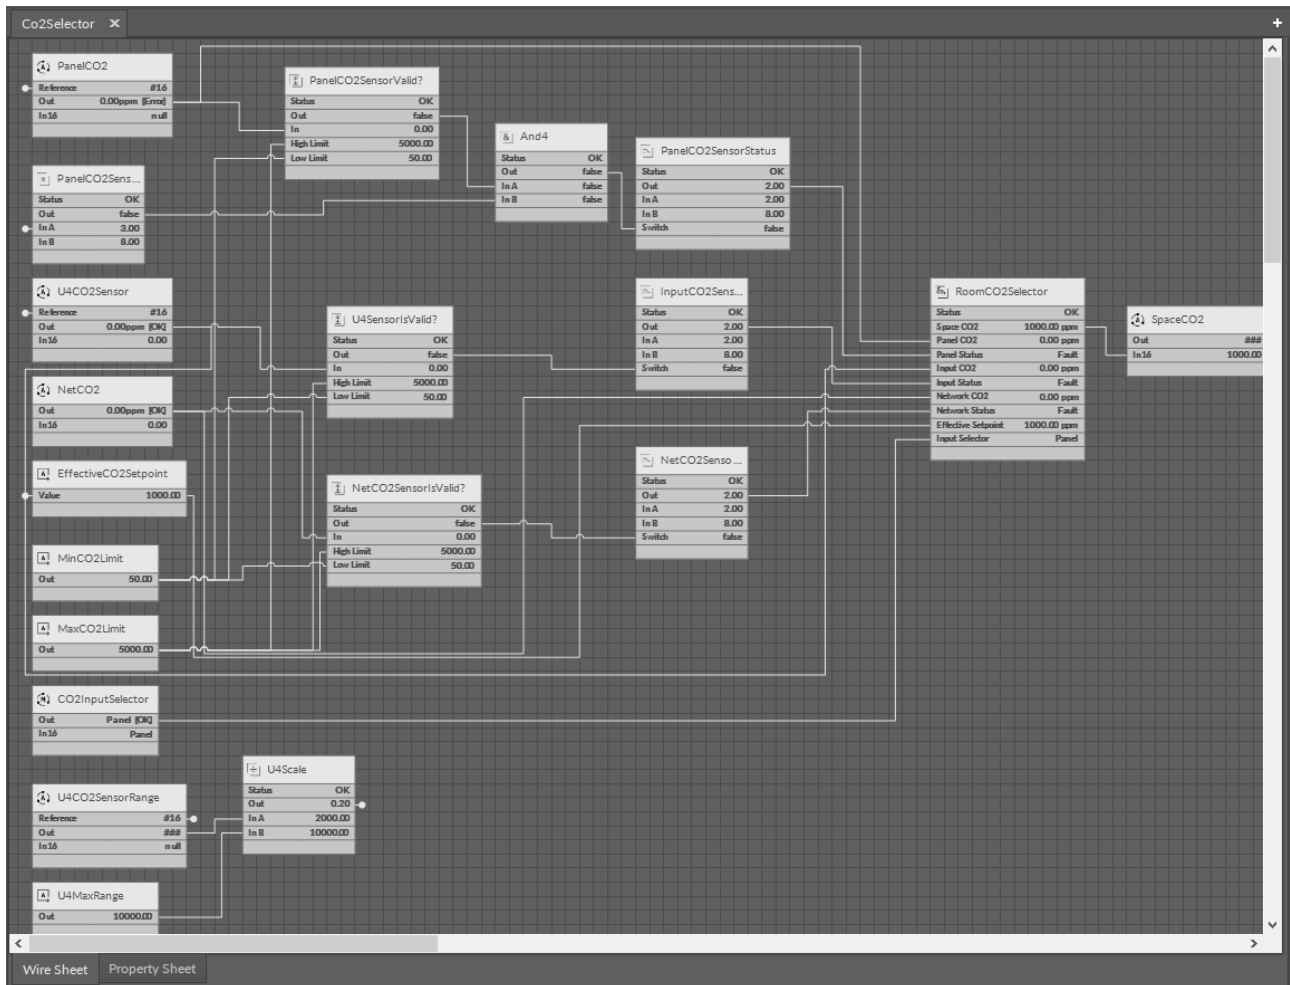 Co2Selector
PanelCO2
Reference #16
Out 0.00ppm [Error]
In16 null
PanelCO2SensorValid?
Status OK
Out false
In 0.00
High Limit 5000.00
Low Limit 50.00
And4
Status OK
Out false
In A false
In B false
PanelCO2SensorStatus
Status OK
Out 2.00
In A 2.00
In B 8.00
Switch false
PanelCO2Sens...
Status OK
Out false
In A 3.00
In B 8.00
U4CO2Sensor
Reference #16
Out 0.00ppm [OK]
In16 0.00
U4SensorIsValid?
Status OK
Out false
In 0.00
High Limit 5000.00
Low Limit 50.00
InputCO2Sens...
Status OK
Out 2.00
In A 2.00
In B 8.00
Switch false
RoomCO2Selector
Status OK
Space CO2 1000.00 ppm
Panel CO2 0.00 ppm
Panel Status Fault
Input CO2 0.00 ppm
Input Status Fault
Network CO2 0.00 ppm
Network Status Fault
Effective Setpoint 1000.00 ppm
Input Selector Panel
SpaceCO2
Out ###
In16 1000.00
NetCO2
Out 0.00ppm [OK]
In16 0.00
EffectiveCO2Setpoint
Value 1000.00
NetCO2SensorIsValid?
Status OK
Out false
In 0.00
High Limit 5000.00
Low Limit 50.00
NetCO2Senso...
Status OK
Out 2.00
In A 2.00
In B 8.00
Switch false
MinCO2Limit
Out 50.00
MaxCO2Limit
Out 5000.00
CO2InputSelector
Out Panel [OK]
In16 Panel
U4CO2SensorRange
Reference #16
Out ###
In16 null
U4Scale
Status OK
Out 0.20
In A 2000.00
In B 10000.00
U4MaxRange
Out 10000.00
Wire Sheet
Property Sheet